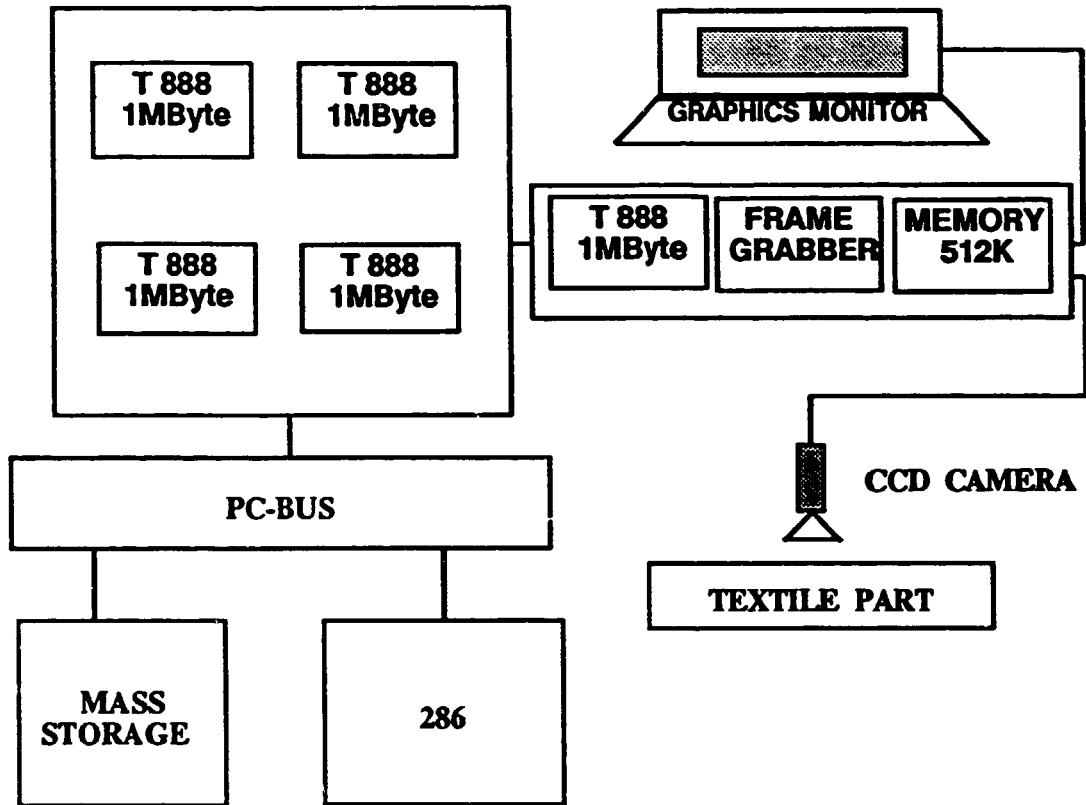 T 888
1MByte
T 888
1MByte
T 888
1MByte
T 888
1MByte
GRAPHICS MONITOR
T 888
1MByte
FRAME
GRABBER
MEMORY
512K
PC-BUS
CCD CAMERA
TEXTILE PART
MASS
STORAGE
286